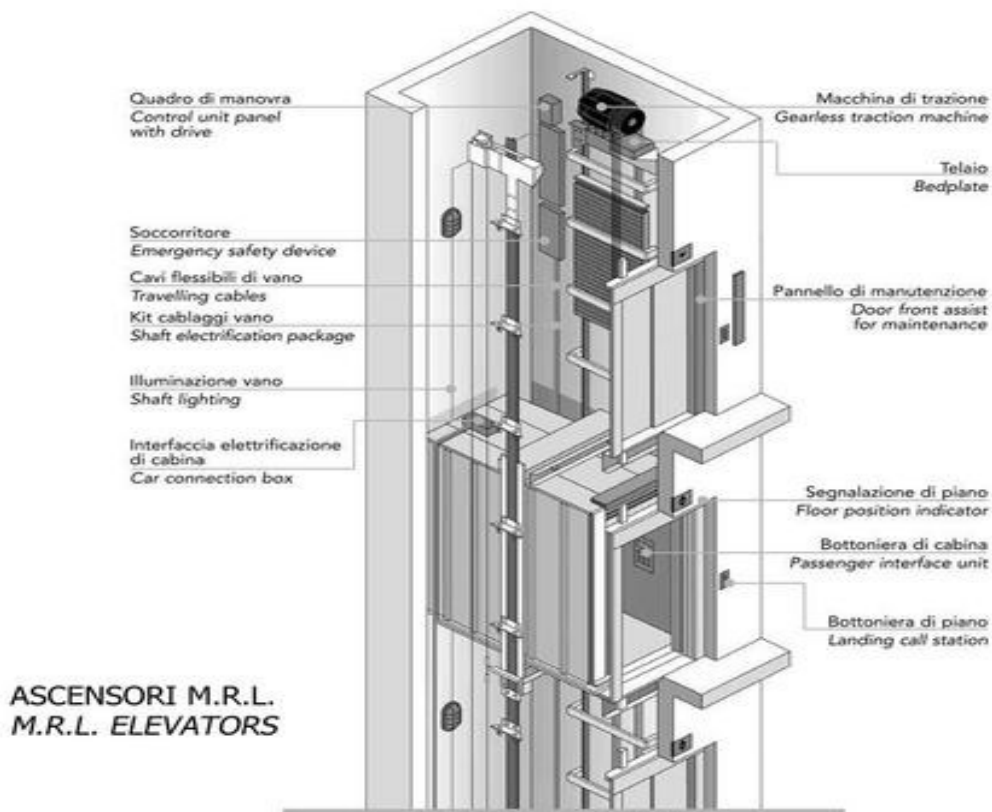 Quadro di manovra
Control unit panel
with drive
Soccorritore
Emergency safety device
Cavi flessibili di vano
Travelling cables
Kit cablaggi vano
Shaft electrification package
Illuminazione vano
Shaft lighting
Interfaccia elettrificazione
di cabina
Car connection box
Macchina di trazione
Gearless traction machine
Telaio
Bedplate
Pannello di manutenzione
Door front assist
for maintenance
Segnalazione di piano
Floor position indicator
Bottoniera di cabina
Passenger interface unit
Bottoniera di piano
Landing call station
ASCENSORI M.R.L.
M.R.L. ELEVATORS